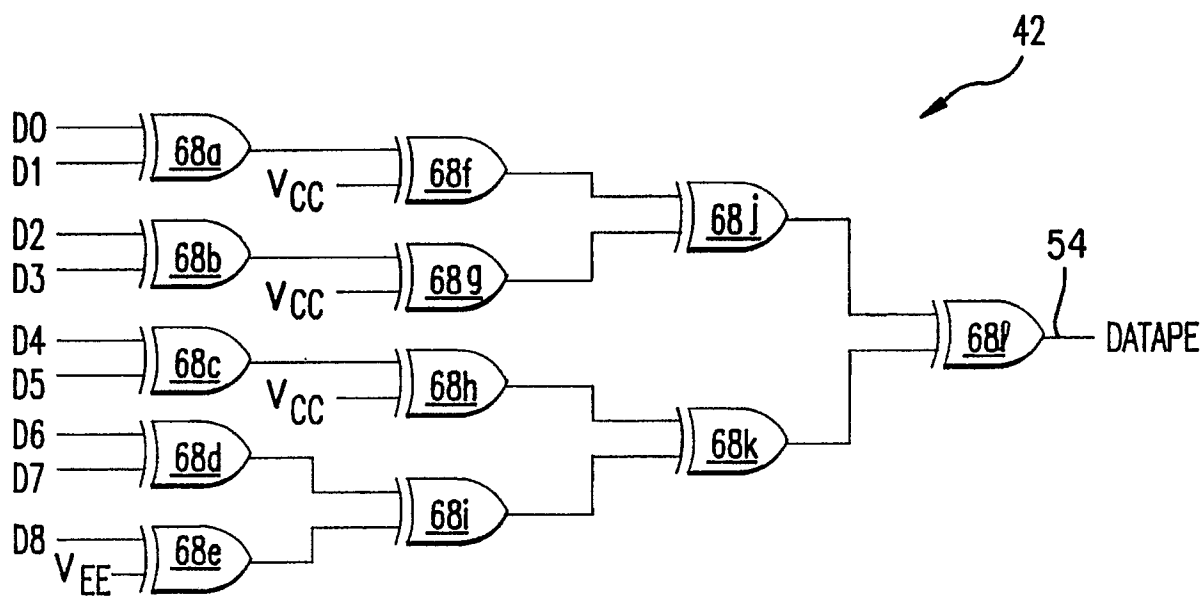 42
D0
D1
68a
VCC
68f
D2
D3
68b
VCC
68g
68j
54
D4
D5
68c
VCC
68h
68l
DATAPE
D6
D7
68d
68k
68i
D8
VEE
68e